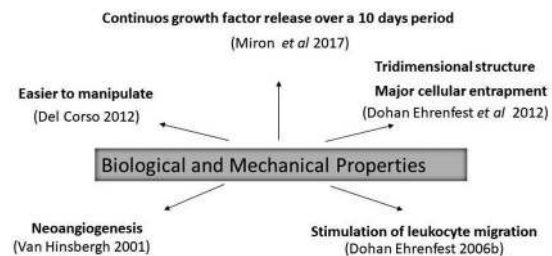 Continuos growth factor release over a 10 days period
(Miron et al 2017)
Tridimensional structure
Major cellular entrapment
(Dohan Ehrenfest et al 2012)
Easier to manipulate
(Del Corso 2012)
Biological and Mechanical Properties
Neoangiogenesis
(Van Hinsbergh 2001)
Stimulation of leukocyte migration
(Dohan Ehrenfest 2006b)